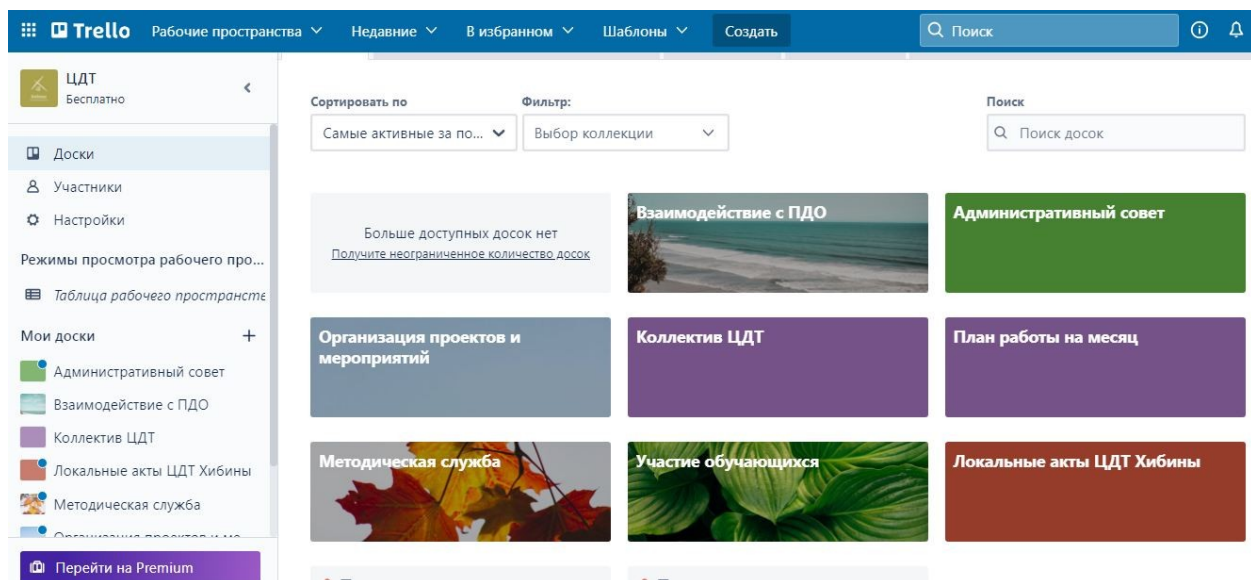 Trello Рабочие пространства Недавние В избранном Шаблоны Создать Поиск
ЦДТ
Бесплатно
Доски
Участники
Настройки
Режимы просмотра рабочего про...
Таблица рабочего пространств
Мои доски +
Административный совет
Взаимодействие с ПДО
Коллектив ЦДТ
Локальные акты ЦДТ Хибины
Методическая служба
Организация проектов и ме...
Перейти на Premium
Сортировать по
Самые активные за по...
Фильтр:
Выбор коллекции
Поиск
Поиск досок
Больше доступных досок нет
Получите неограниченное количество досок
Взаимодействие с ПДО
Административный совет
Организация проектов и
мероприятий
Коллектив ЦДТ
План работы на месяц
Методическая служба
Участие обучающихся
Локальные акты ЦДТ Хибины